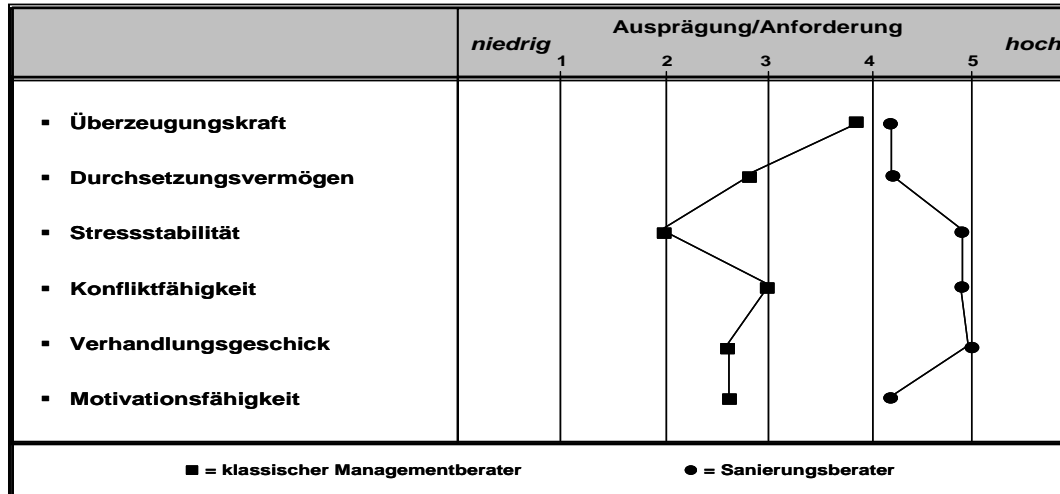 Ausprägung/Anforderung
niedrig hoch
1 2 3 4 5
▪ Überzeugungskraft
▪ Durchsetzungsvermögen
▪ Stressstabilität
▪ Konfliktfähigkeit
▪ Verhandlungsgeschick
▪ Motivationsfähigkeit
■ = klassischer Managementberater ● = Sanierungsberater